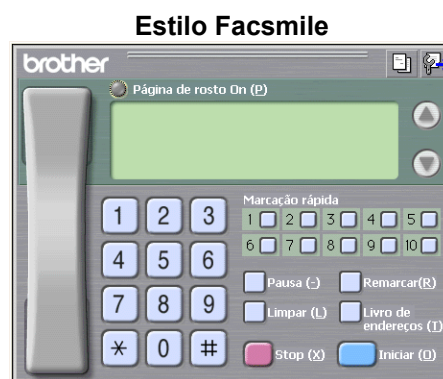 Estilo Facsmile
brother
Página de rosto On (P)
Marcação rápida
1 2 3 4 5
6 7 8 9 10
1 2 3
4 5 6
7 8 9
* 0 #
Pausa (-) Remarcar(R)
Limpar (L) Livro de
endereços (I)
Stop (X) Iniciar (O)